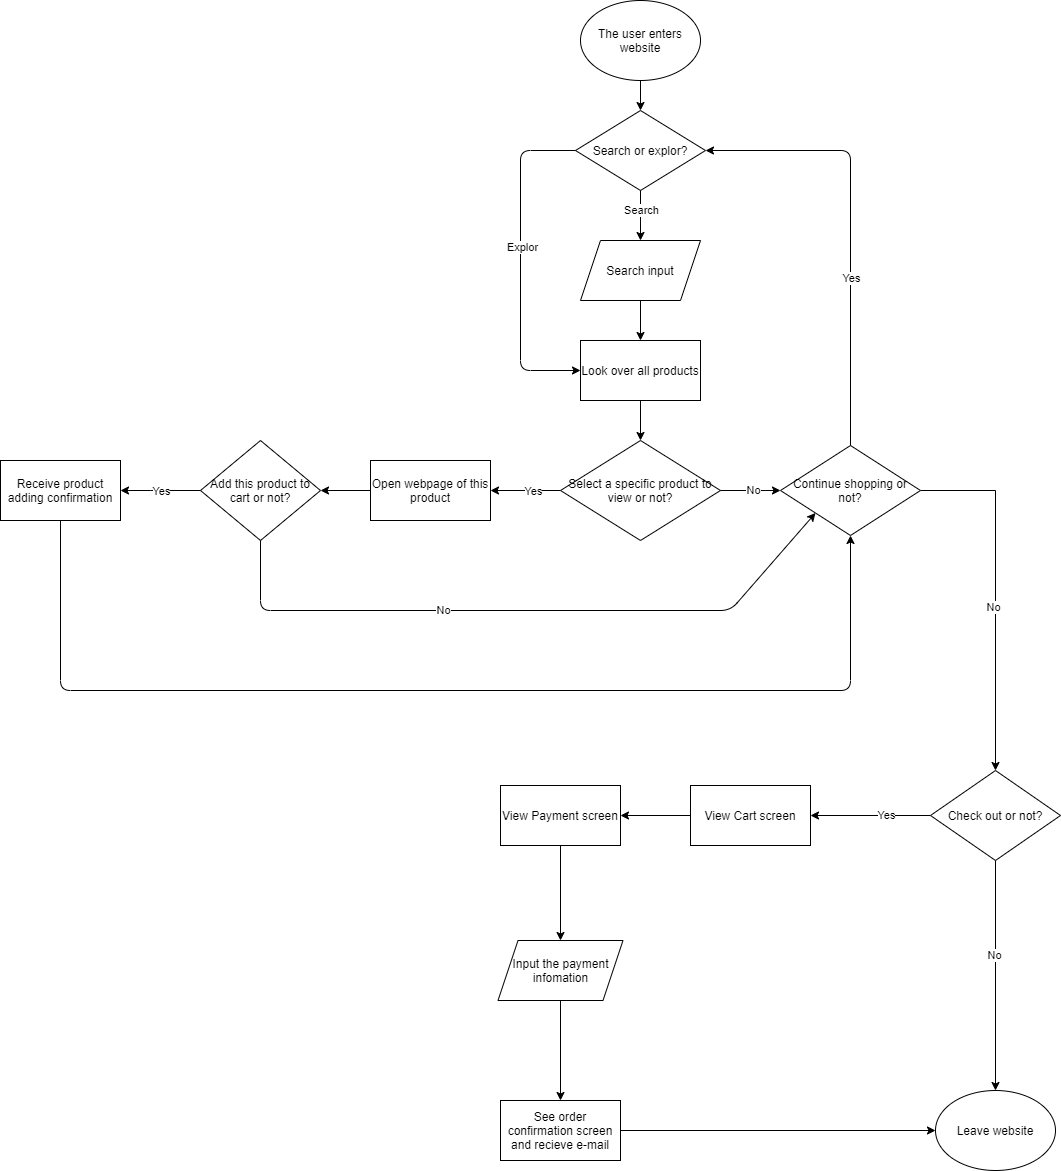 The user enters
website
Search or explor?
Search
Explor
Search input
Yes
Look over all products
Receive product
adding confirmation
Yes
Add this product to
cart or not?
Open webpage of this
product
Yes
Select a specific product to
view or not?
No
Continue shopping or
not?
No
No
View Payment screen
View Cart screen
Yes
Check out or not?
Input the payment
infomation
No
See order
confirmation screen
and recieve e-mail
Leave website